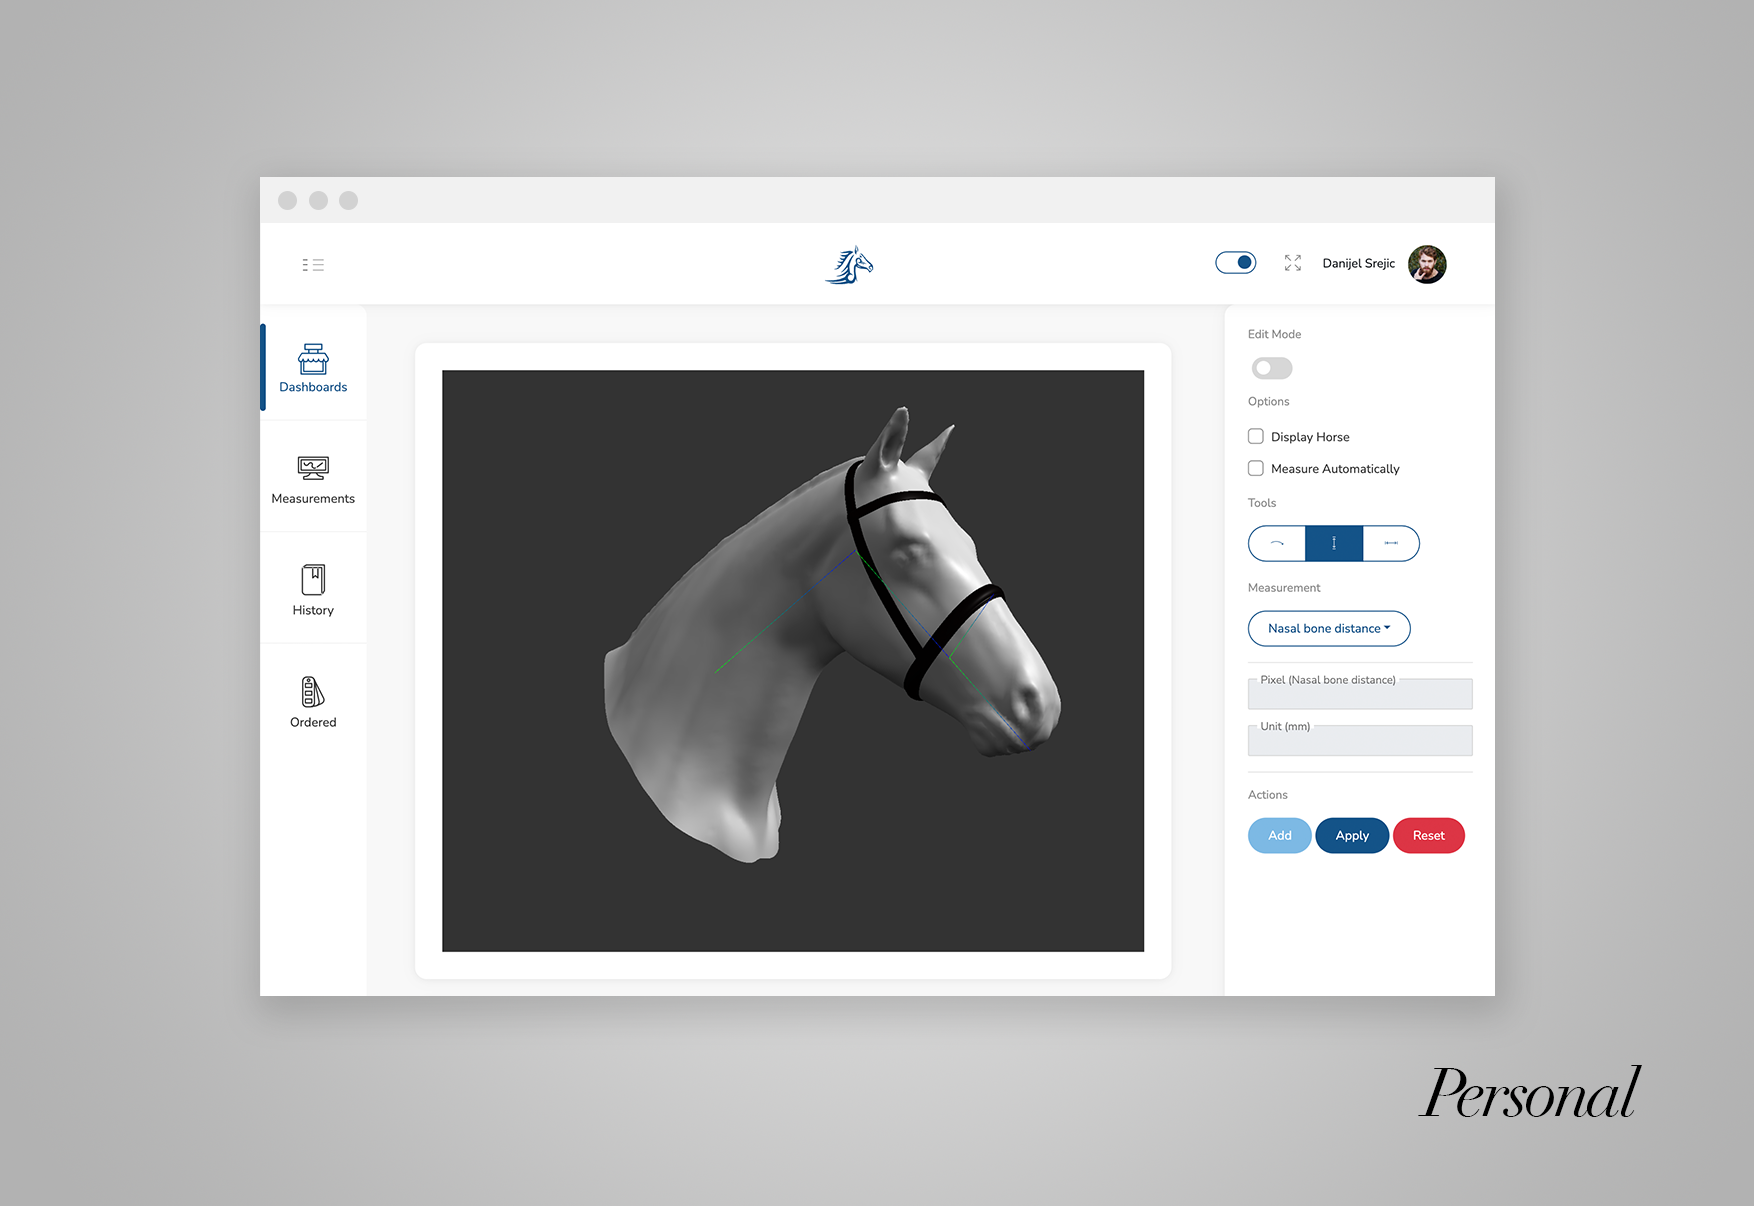 Danijel Srejic
Dashboards
Measurements
History
Ordered
Edit Mode
Options
Display Horse
Measure Automatically
Tools
Measurement
Nasal bone distance
Pixel (Nasal bone distance)
Unit (mm)
Actions
Add Apply Reset
Personal